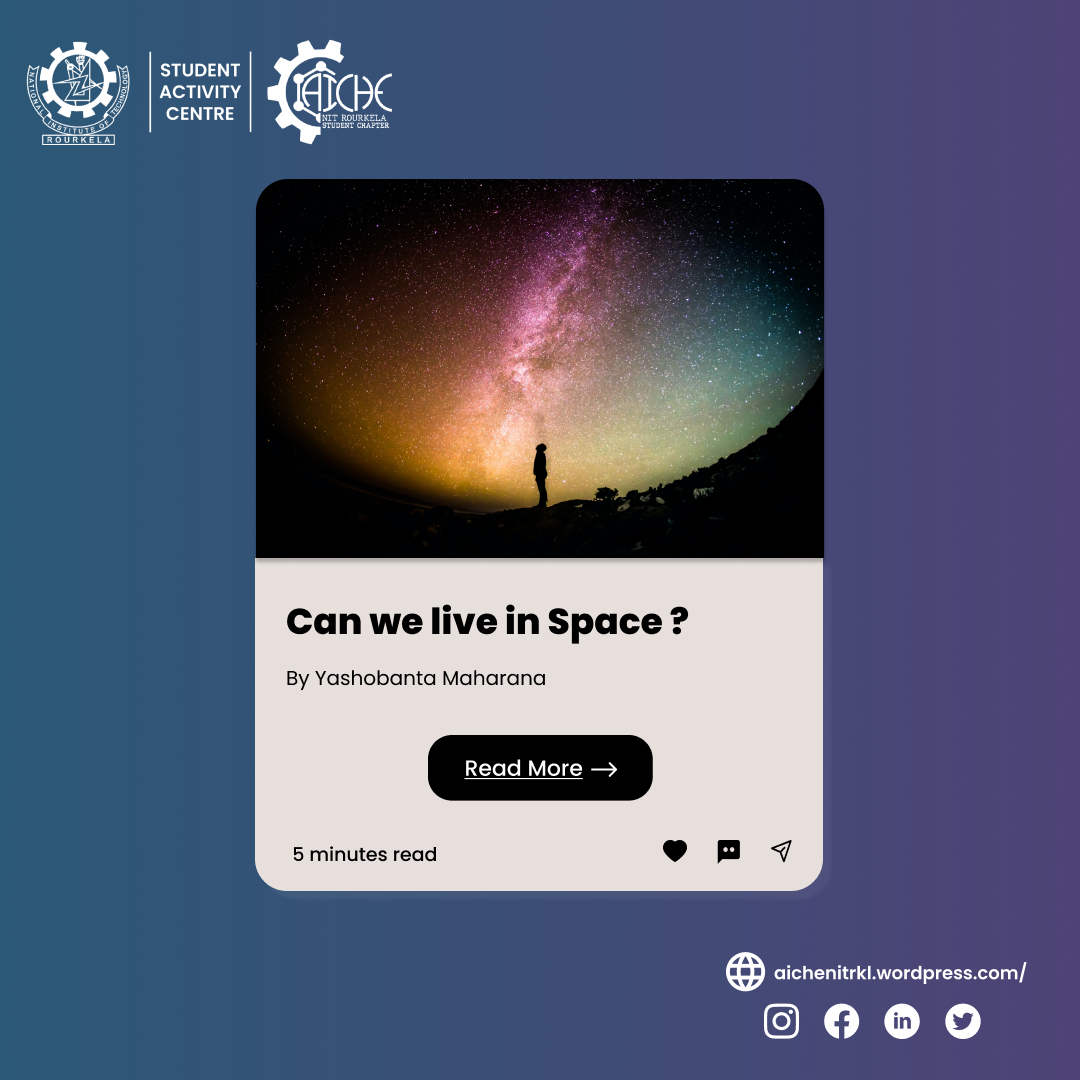 NATIONAL INSTITUTE OF TECHNOLOGY
ROURKELA
STUDENT
ACTIVITY
CENTRE
AICHE
NIT ROURKELA
STUDENT CHAPTER
Can we live in Space ?
By Yashobanta Maharana
Read More →
5 minutes read
aichenitrkl.wordpress.com/
in